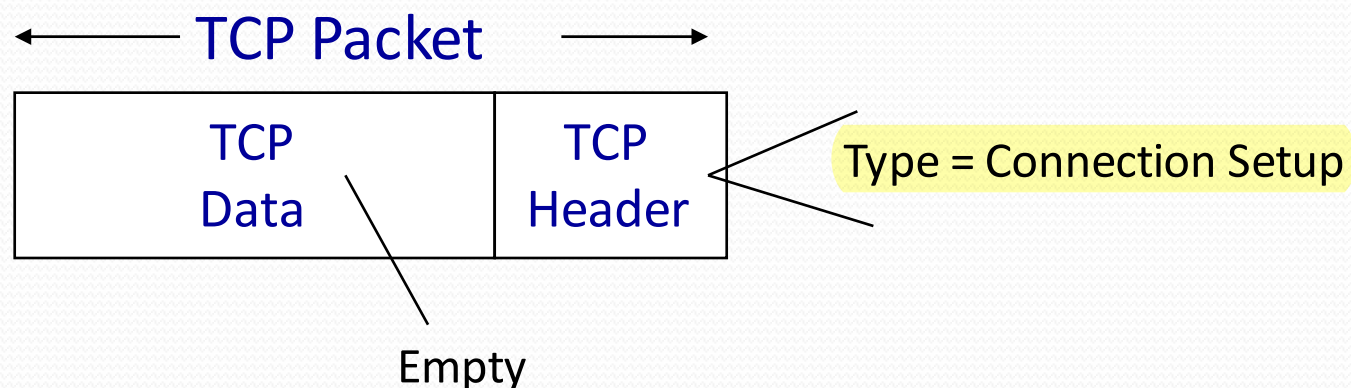 TCP Packet
TCP
Data
TCP
Header
Type = Connection Setup
Empty